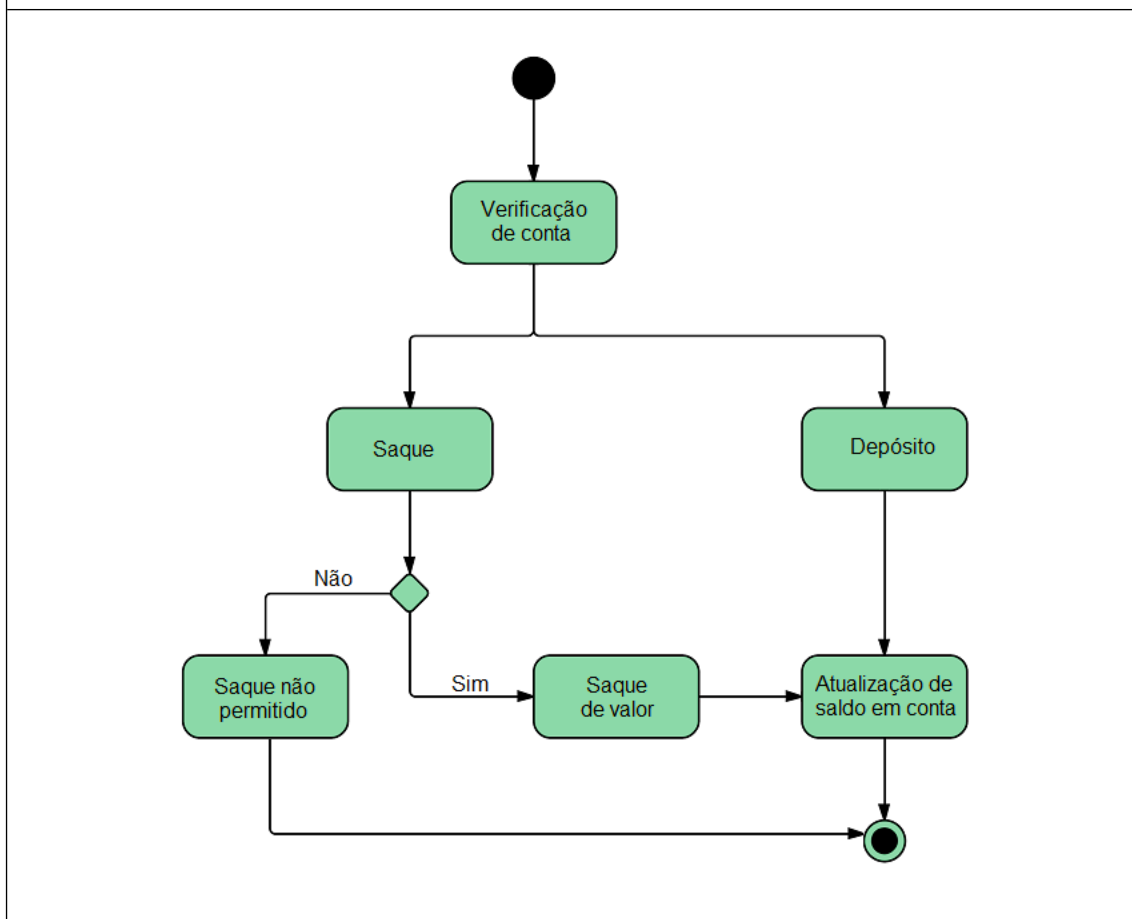 Verificação
de conta
Saque
Depósito
Não
Sim
Saque não
permitido
Saque
de valor
Atualização de
saldo em conta